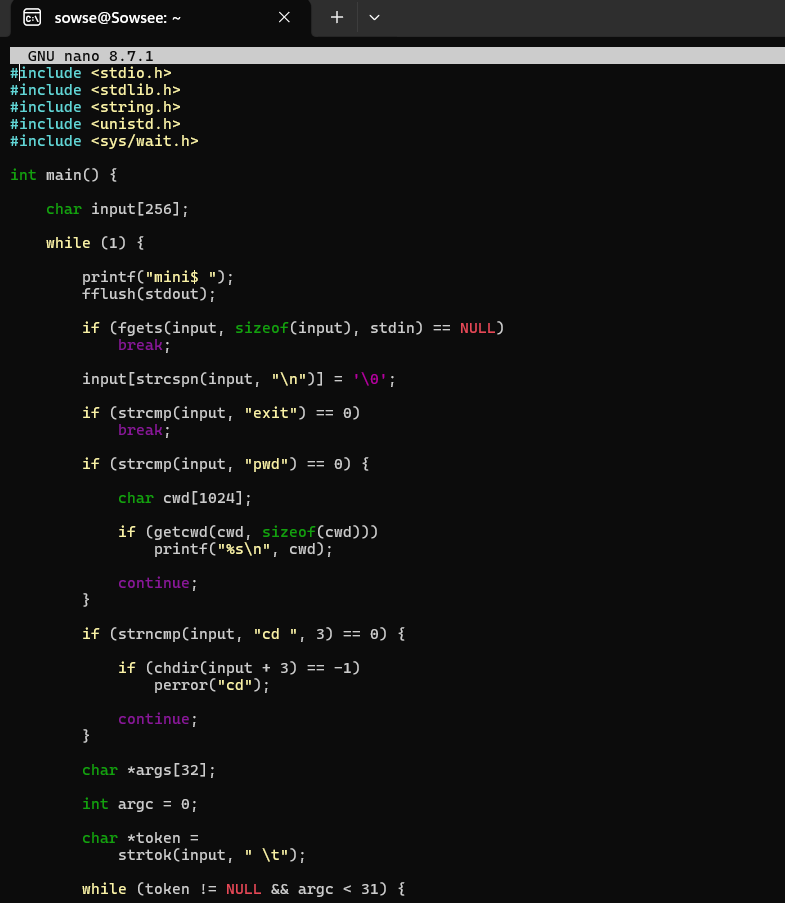 sowse@Sowsee: ~
GNU nano 8.7.1
#include <stdio.h>
#include <stdlib.h>
#include <string.h>
#include <unistd.h>
#include <sys/wait.h>

int main() {

    char input[256];

    while (1) {

        printf("mini$ ");
        fflush(stdout);

        if (fgets(input, sizeof(input), stdin) == NULL)
            break;

        input[strcspn(input, "\n")] = '\0';

        if (strcmp(input, "exit") == 0)
            break;

        if (strcmp(input, "pwd") == 0) {

            char cwd[1024];

            if (getcwd(cwd, sizeof(cwd)))
                printf("%s\n", cwd);

            continue;
        }

        if (strncmp(input, "cd ", 3) == 0) {

            if (chdir(input + 3) == -1)
                perror("cd");

            continue;
        }

        char *args[32];

        int argc = 0;

        char *token =
            strtok(input, " \t");

        while (token != NULL && argc < 31) {